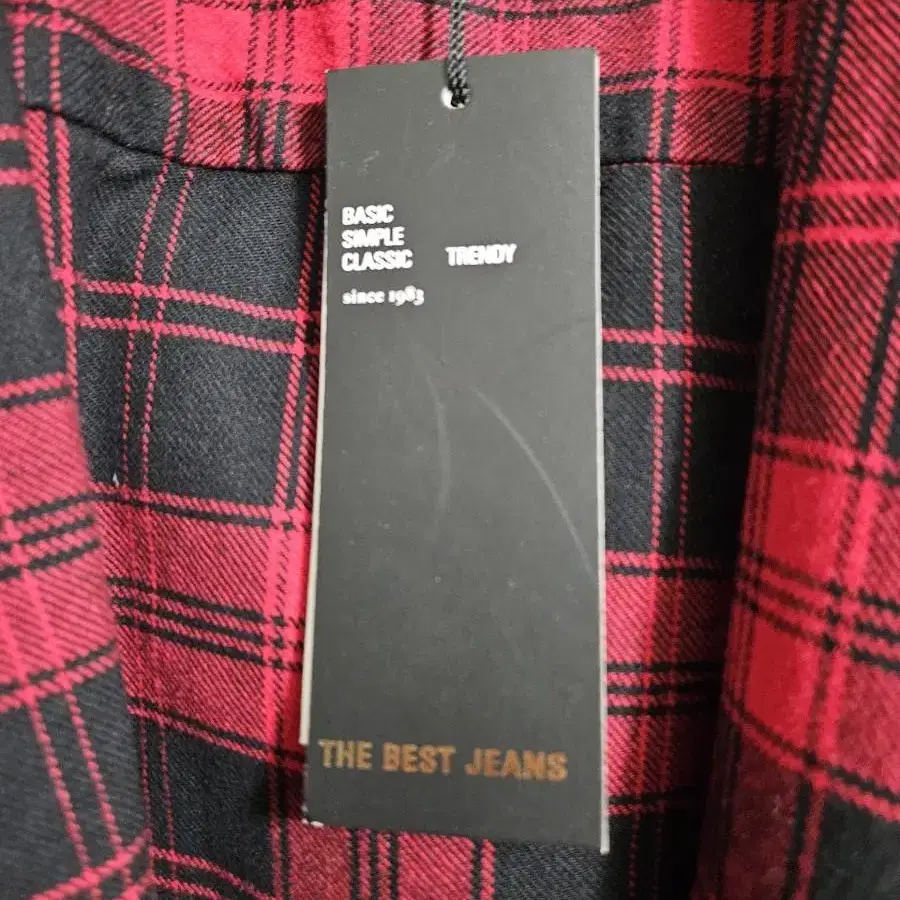 BASIC
SIMPLE
CLASSIC TRENDY
since 1983
THE BEST JEANS